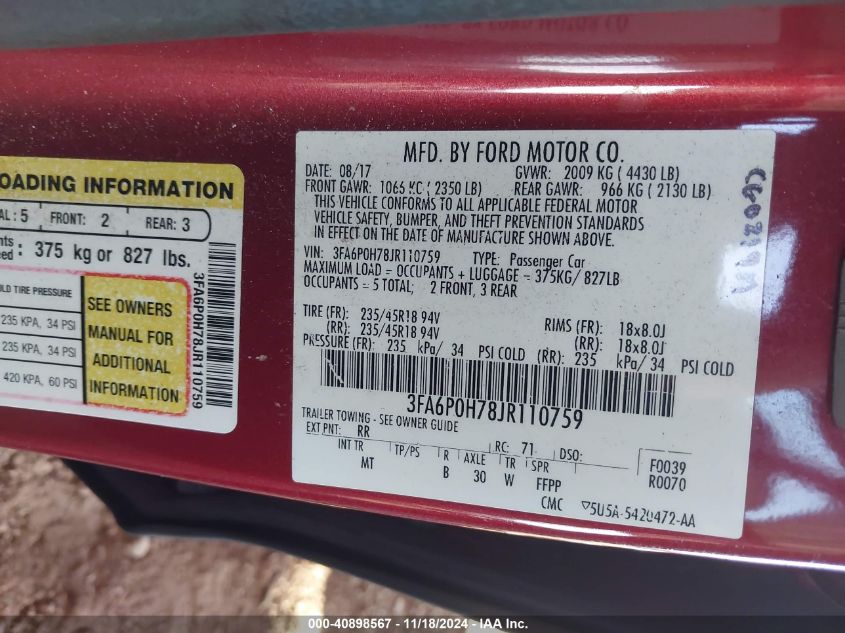 OADING INFORMATION
AL: 5 FRONT: 2 REAR: 3
nts
eed: 375 kg or 827 lbs.
LD TIRE PRESSURE
235 KPA, 34 PSI
235 KPA, 34 PSI
420 KPA, 60 PSI
SEE OWNERS
MANUAL FOR
ADDITIONAL
INFORMATION
3FA6P0H78JR110759
MFD. BY FORD MOTOR CO.
DATE: 08/17 GVWR: 2009 KG ( 4430 LB)
FRONT GAWR: 1066 KG ( 2350 LB) REAR GAWR: 966 KG ( 2130 LB)
THIS VEHICLE CONFORMS TO ALL APPLICABLE FEDERAL MOTOR
VEHICLE SAFETY, BUMPER, AND THEFT PREVENTION STANDARDS
IN EFFECT ON THE DATE OF MANUFACTURE SHOWN ABOVE.
VIN: 3FA6P0H78JR110759 TYPE: Passenger Car
MAXIMUM LOAD = OCCUPANTS + LUGGAGE = 375KG/ 827LB
OCCUPANTS = 5 TOTAL; 2 FRONT, 3 REAR
TIRE (FR): 235/45R18 94V RIMS (FR): 18x8.0J
(RR): 235/45R18 94V (RR): 18x8.0J
PRESSURE (FR): 235 kPa/ 34 PSI COLD (RR): 235 kPa/ 34 PSI COLD
3FA6P0H78JR110759
TRAILER TOWING - SEE OWNER GUIDE
EXT PNT: RR RC: 71 DSO: F0039
INT TR TP/PS R AXLE TR SPR R0070
MT B 30 W FFPP
CMC ▽5U5A-5420472-AA
000-40898567 - 11/18/2024 - IAAI.COM